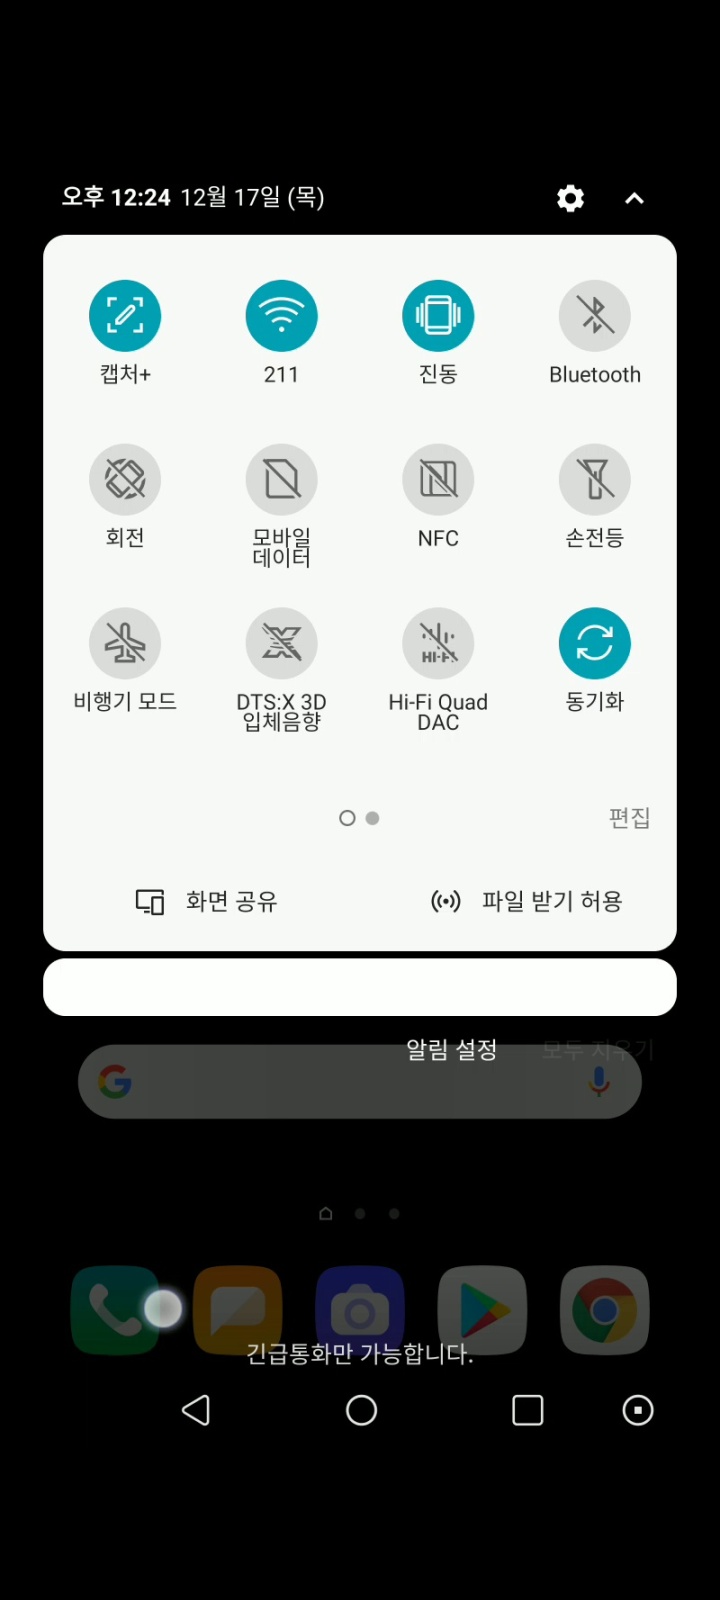 오후 12:24 12월 17일 (목)
캡처+ 211 진동 Bluetooth
회전 모바일 데이터 NFC 손전등
HI-FI
비행기 모드 DTS:X 3D 입체음향 Hi-Fi Quad DAC 동기화
편집
화면 공유 파일 받기 허용
알림 설정 모두 지우기
긴급통화만 가능합니다.